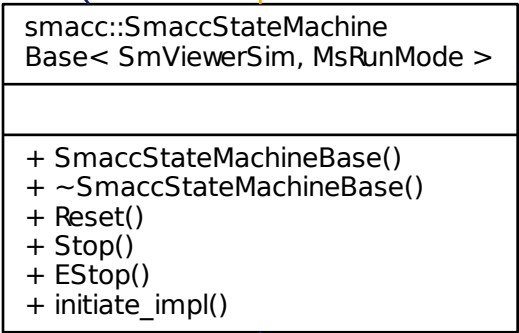 smacc::SmaccStateMachine
Base< SmViewerSim, MsRunMode >
+ SmaccStateMachineBase()
+ ~SmaccStateMachineBase()
+ Reset()
+ Stop()
+ EStop()
+ initiate_impl()